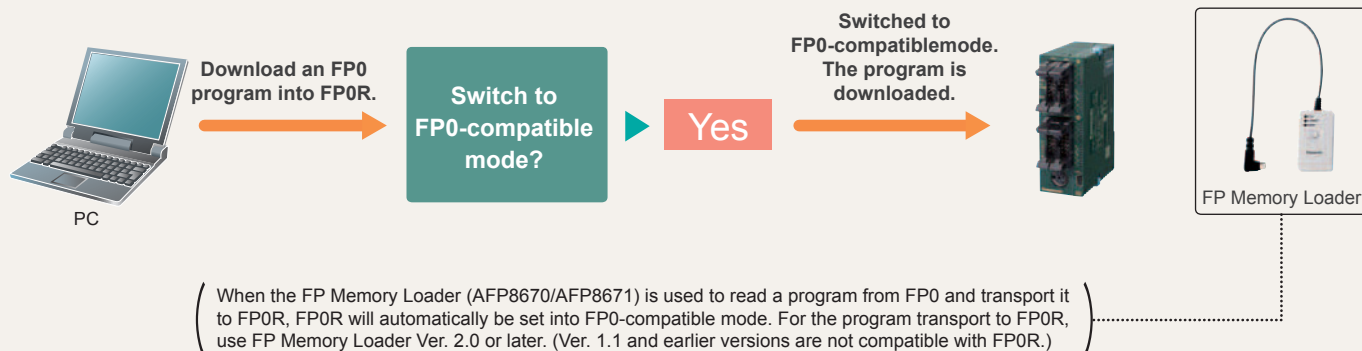 Download an FP0
program into FP0R.
PC
Switch to
FP0-compatible
mode?
Yes
Switched to
FP0-compatiblemode.
The program is
downloaded.
FP Memory Loader
When the FP Memory Loader (AFP8670/AFP8671) is used to read a program from FP0 and transport it
to FP0R, FP0R will automatically be set into FP0-compatible mode. For the program transport to FP0R,
use FP Memory Loader Ver. 2.0 or later. (Ver. 1.1 and earlier versions are not compatible with FP0R.)